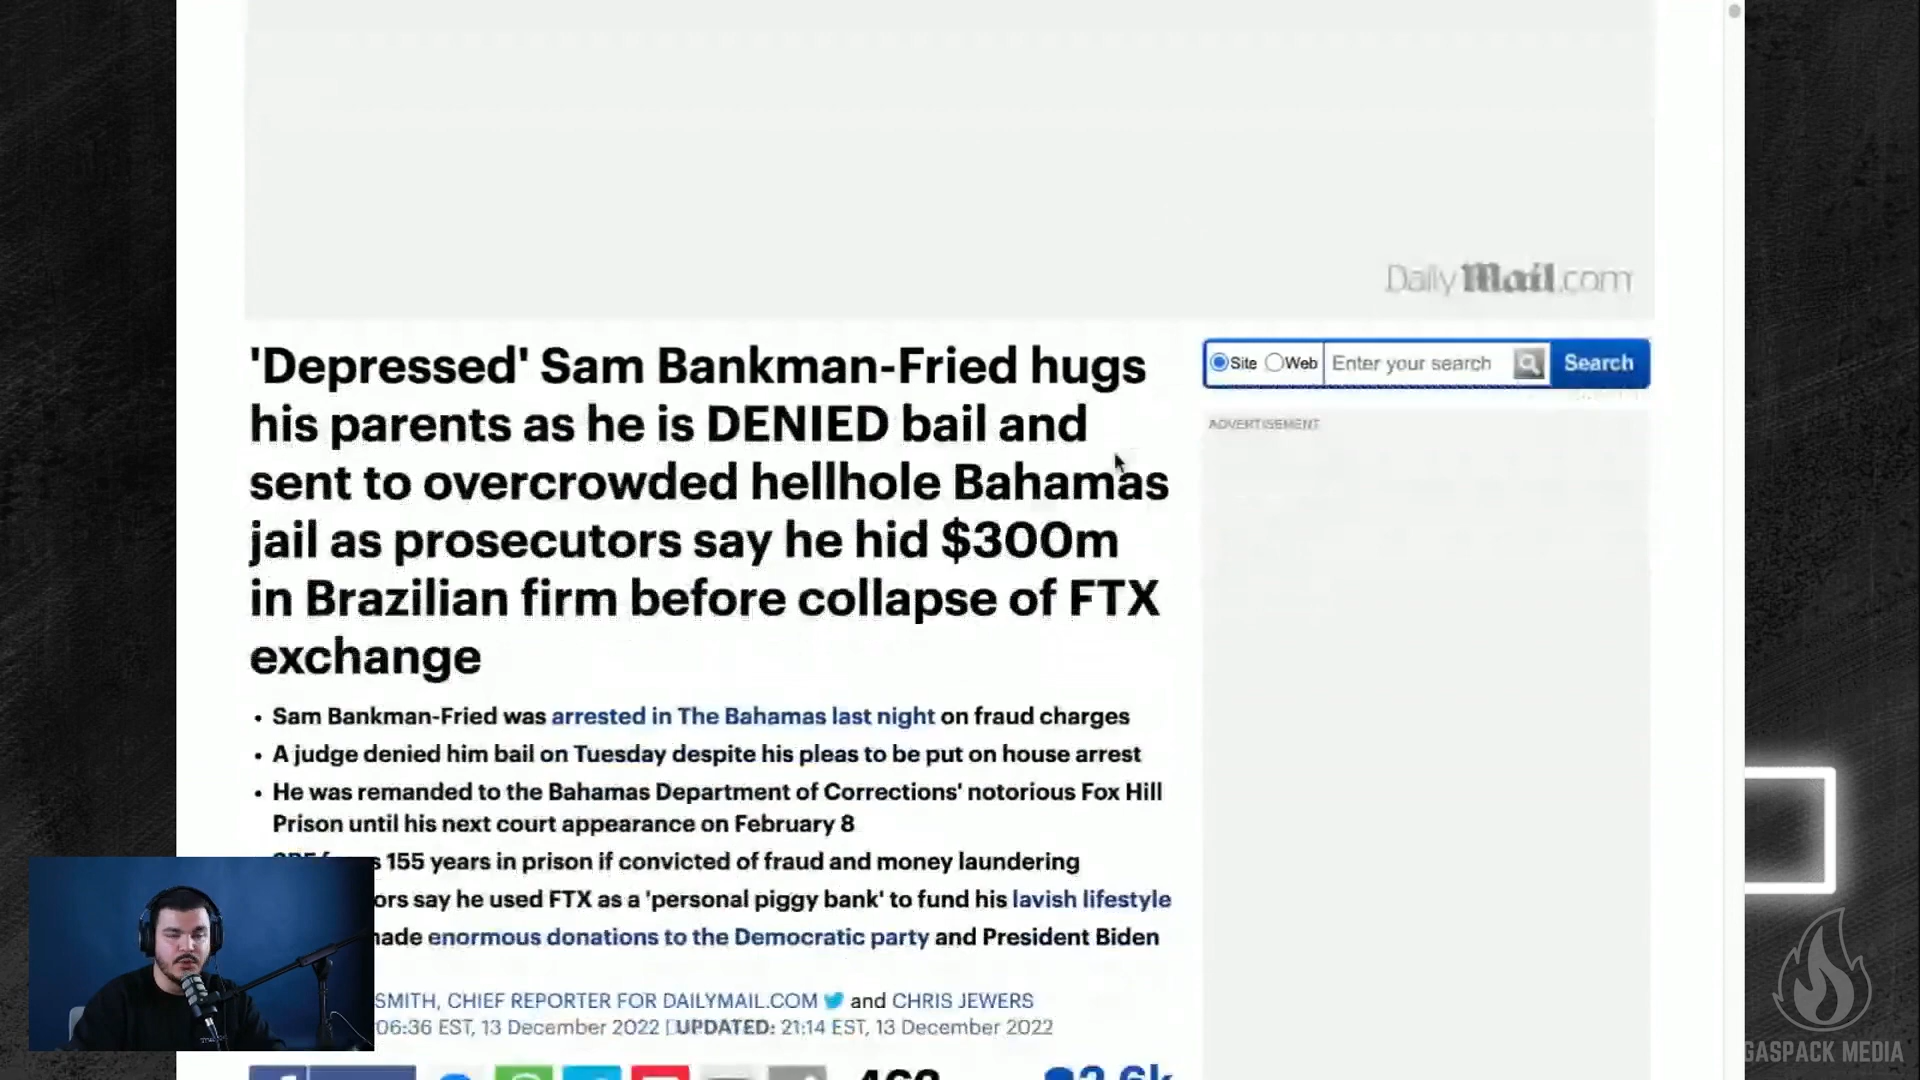 Daily Mail.com
'Depressed' Sam Bankman-Fried hugs
his parents as he is DENIED bail and
sent to overcrowded hellhole Bahamas
jail as prosecutors say he hid $300m
in Brazilian firm before collapse of FTX
exchange
Site Web Enter your search Search
ADVERTISEMENT
• Sam Bankman-Fried was arrested in The Bahamas last night on fraud charges
• A judge denied him bail on Tuesday despite his pleas to be put on house arrest
• He was remanded to the Bahamas Department of Corrections' notorious Fox Hill
Prison until his next court appearance on February 8
155 years in prison if convicted of fraud and money laundering
say he used FTX as a 'personal piggy bank' to fund his lavish lifestyle
enormous donations to the Democratic party and President Biden
SMITH, CHIEF REPORTER FOR DAILYMAIL.COM and CHRIS JEWERS
06:36 EST, 13 December 2022 | UPDATED: 21:14 EST, 13 December 2022
GASPACK MEDIA